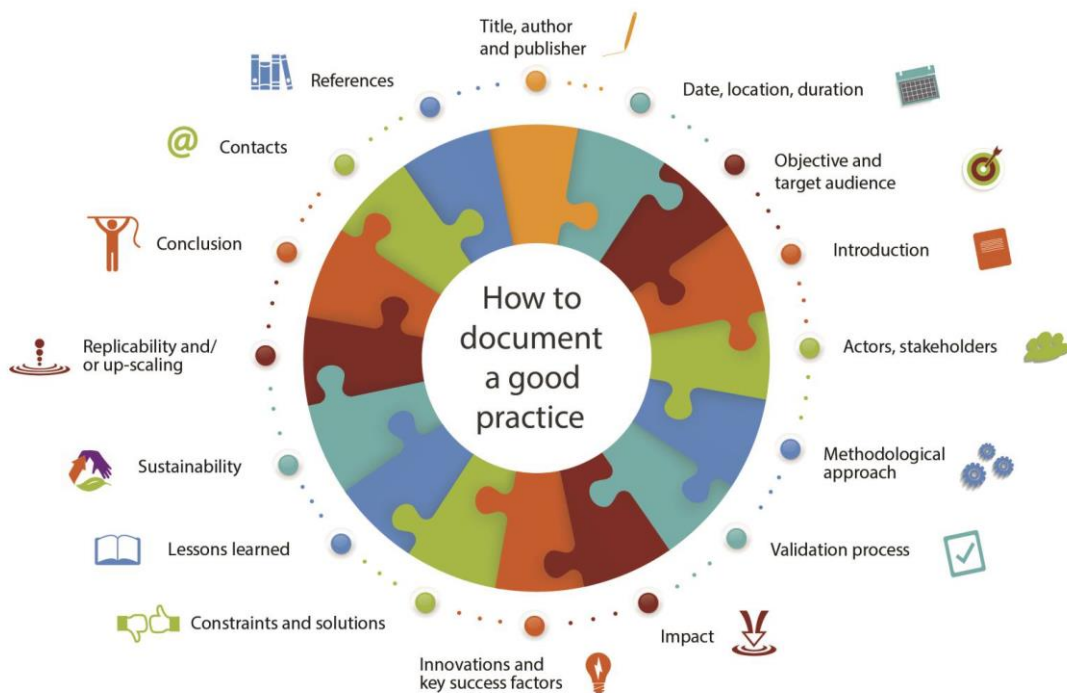 How to
document
a good
practice
Title, author
and publisher
Date, location, duration
Objective and
target audience
Introduction
Actors, stakeholders
Methodological
approach
Validation process
Impact
Innovations and
key success factors
Constraints and solutions
Lessons learned
Sustainability
Replicability and/
or up-scaling
Conclusion
@
Contacts
References